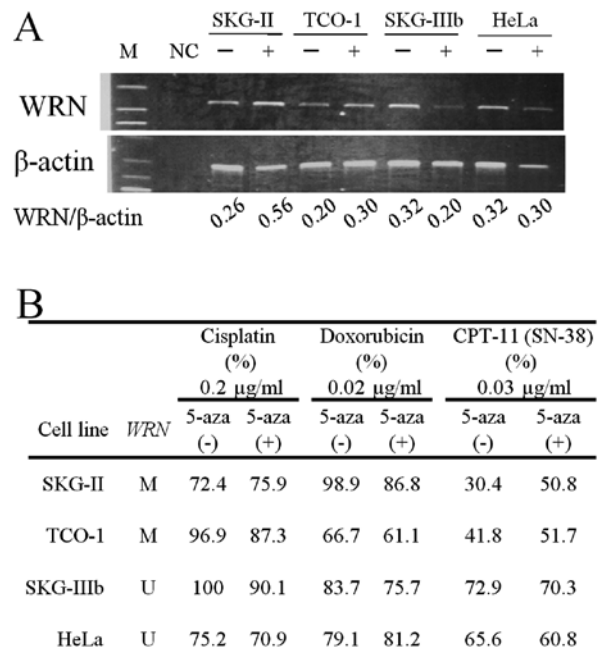 A
SKG-II TCO-1 SKG-IIIb HeLa
M NC − + − + − + − +
WRN
β-actin
WRN/β-actin 0.26 0.56 0.20 0.30 0.32 0.20 0.32 0.30
B
Cisplatin Doxorubicin CPT-11 (SN-38)
(%) (%) (%)
0.2 µg/ml 0.02 µg/ml 0.03 µg/ml
5-aza 5-aza 5-aza 5-aza 5-aza 5-aza
Cell line WRN (-) (+) (-) (+) (-) (+)
SKG-II M 72.4 75.9 98.9 86.8 30.4 50.8
TCO-1 M 96.9 87.3 66.7 61.1 41.8 51.7
SKG-IIIb U 100 90.1 83.7 75.7 72.9 70.3
HeLa U 75.2 70.9 79.1 81.2 65.6 60.8